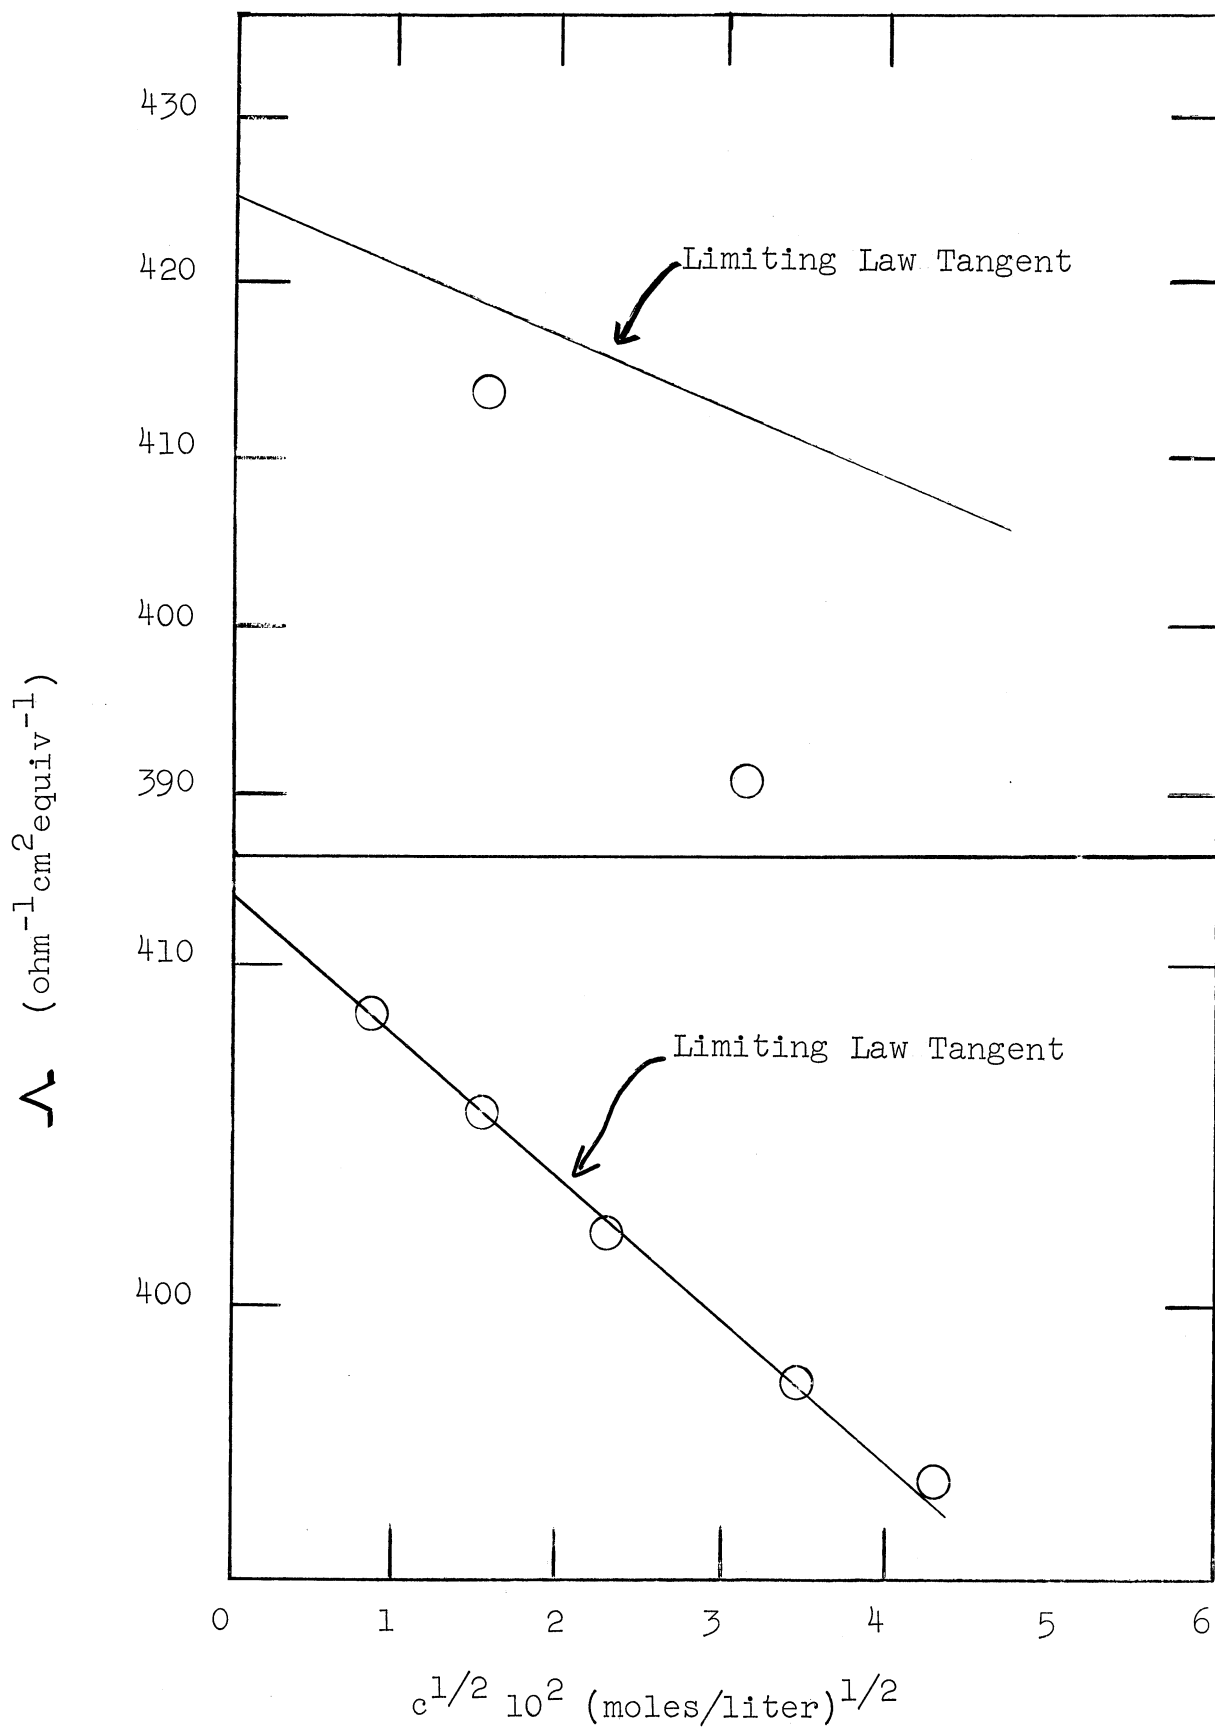 430
420
Limiting Law Tangent
410
400
390
410
Limiting Law Tangent
400
Λ (ohm⁻¹cm²equiv⁻¹)
0 1 2 3 4 5 6
c¹/² 10² (moles/liter)¹/²